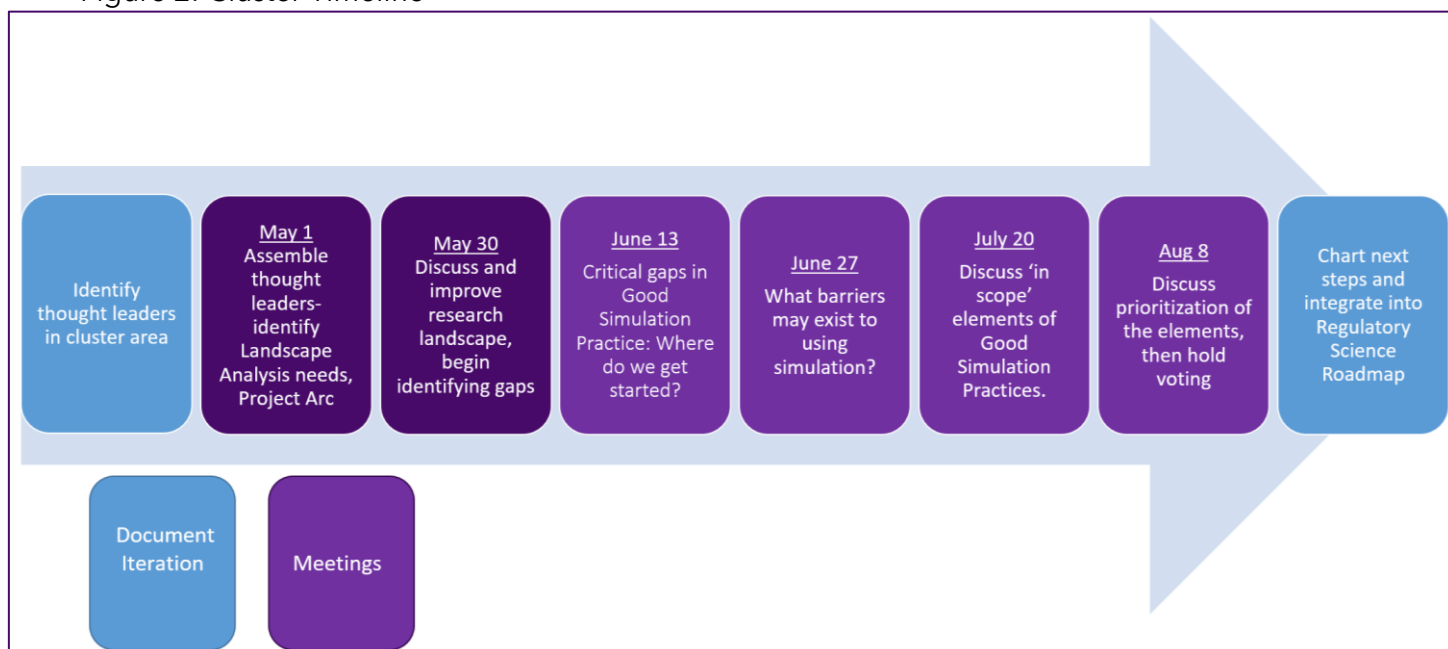 Figure 2: Cluster Timeline
Identify
thought leaders
in cluster area
May 1
Assemble
thought
leaders-
identify
Landscape
Analysis needs,
Project Arc
May 30
Discuss and
improve
research
landscape,
begin
identifying gaps
June 13
Critical gaps in
Good
Simulation
Practice: Where
do we get
started?
June 27
What barriers
may exist to
using
simulation?
July 20
Discuss ‘in
scope’
elements of
Good
Simulation
Practices.
Aug 8
Discuss
prioritization of
the elements,
then hold
voting
Chart next
steps and
integrate into
Regulatory
Science
Roadmap
Document
Iteration
Meetings